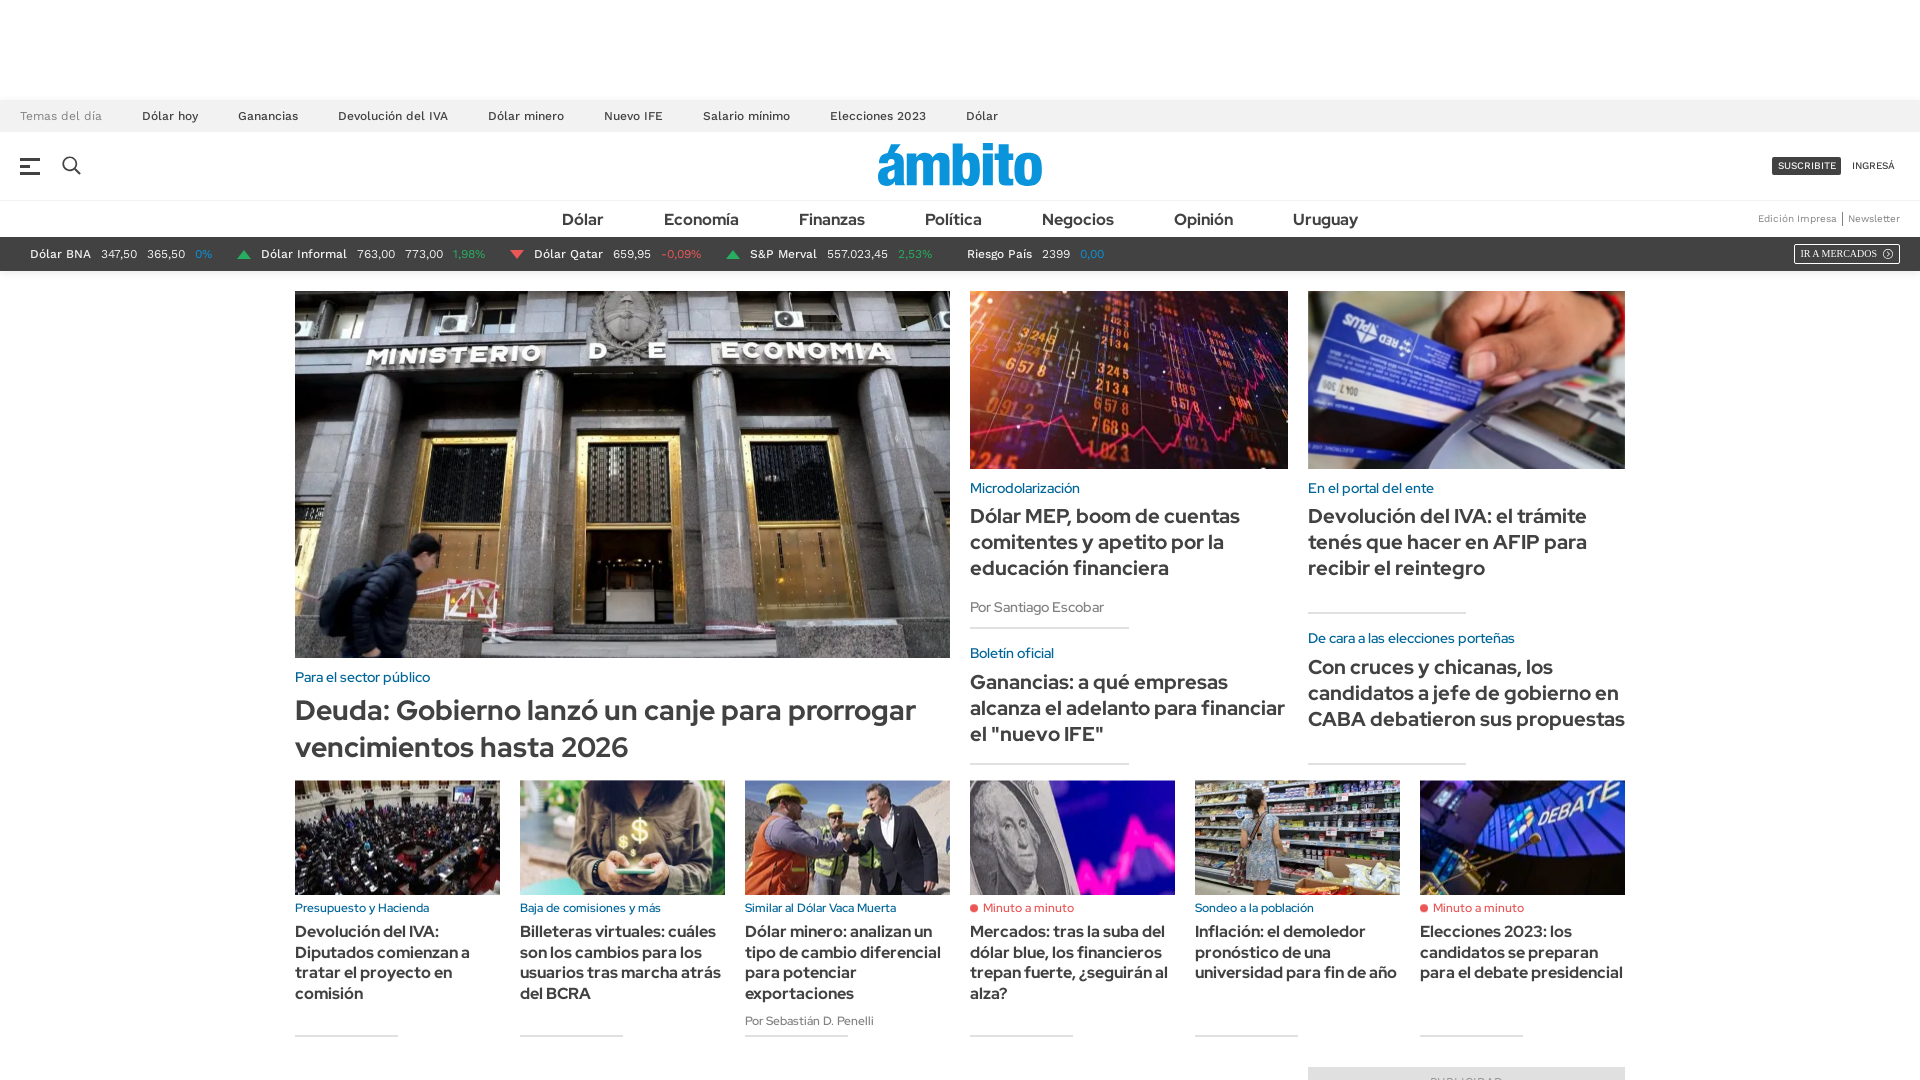 Temas del día
Dólar hoy
Ganancias
Devolución del IVA
Dólar minero
Nuevo IFE
Salario mínimo
Elecciones 2023
Dólar
ámbito
SUSCRIBITE
INGRESÁ
Dólar
Economía
Finanzas
Política
Negocios
Opinión
Uruguay
Edición Impresa
Newsletter
Dólar BNA 347,50 365,50 0%
Dólar Informal 763,00 773,00 1,98%
Dólar Qatar 659,95 -0,09%
S&P Merval 557.023,45 2,53%
Riesgo País 2399 0,00
IR A MERCADOS
MINISTERIO DE ECONOMIA
Para el sector público
Deuda: Gobierno lanzó un canje para prorrogar
vencimientos hasta 2026
Microdolarización
Dólar MEP, boom de cuentas
comitentes y apetito por la
educación financiera
Por Santiago Escobar
Boletín oficial
Ganancias: a qué empresas
alcanza el adelanto para financiar
el "nuevo IFE"
RED
PLUS
En el portal del ente
Devolución del IVA: el trámite
tenés que hacer en AFIP para
recibir el reintegro
De cara a las elecciones porteñas
Con cruces y chicanas, los
candidatos a jefe de gobierno en
CABA debatieron sus propuestas
Presupuesto y Hacienda
Devolución del IVA:
Diputados comienzan a
tratar el proyecto en
comisión
Baja de comisiones y más
Billeteras virtuales: cuáles
son los cambios para los
usuarios tras marcha atrás
del BCRA
Similar al Dólar Vaca Muerta
Dólar minero: analizan un
tipo de cambio diferencial
para potenciar
exportaciones
Por Sebastián D. Penelli
Minuto a minuto
Mercados: tras la suba del
dólar blue, los financieros
trepan fuerte, ¿seguirán al
alza?
Sondeo a la población
Inflación: el demoledor
pronóstico de una
universidad para fin de año
DEBATE
Minuto a minuto
Elecciones 2023: los
candidatos se preparan
para el debate presidencial
PUBLICIDAD